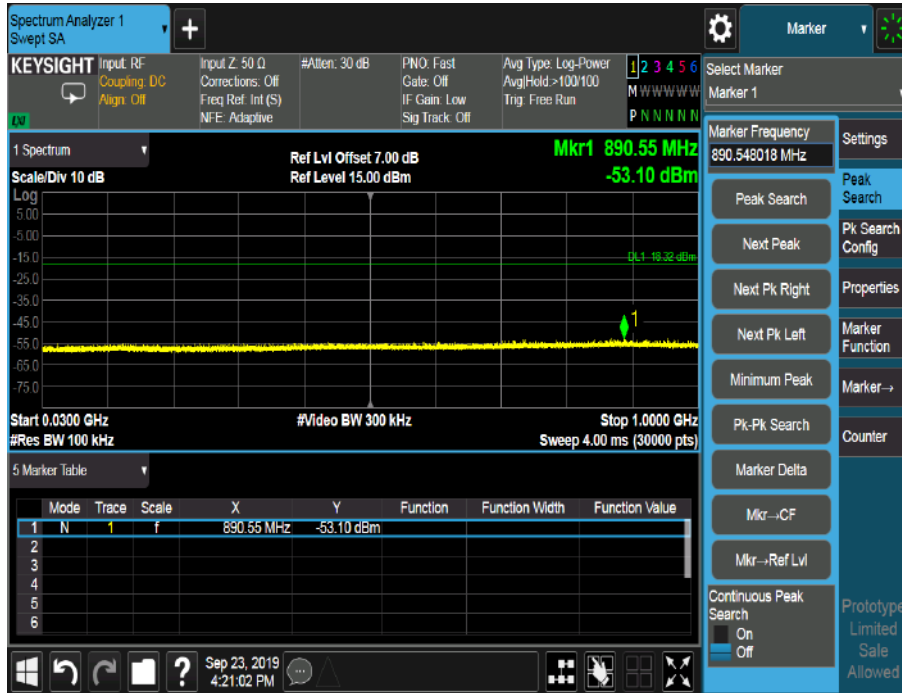 Spectrum Analyzer 1
Swept SA
+
Marker
KEYSIGHT
Input: RF
Coupling: DC
Align: Off
Input Z: 50 Ω
Corrections: Off
Freq Ref: Int (S)
NFE: Adaptive
#Atten: 30 dB
PNO: Fast
Gate: Off
IF Gain: Low
Sig Track: Off
Avg Type: Log-Power
Avg|Hold:>100/100
Trig: Free Run
1 2 3 4 5 6
M W W W W W
P N N N N N
LXI
Select Marker
Marker 1
1 Spectrum
Scale/Div 10 dB
Ref Lvl Offset 7.00 dB
Ref Level 15.00 dBm
Mkr1 890.55 MHz
-53.10 dBm
Log
5.00
-5.00
-15.0
-25.0
-35.0
-45.0
-55.0
-65.0
-75.0
DL1 -18.32 dBm
1
Start 0.0300 GHz
#Res BW 100 kHz
#Video BW 300 kHz
Stop 1.0000 GHz
Sweep 4.00 ms (30000 pts)
5 Marker Table
Mode Trace Scale X Y Function Function Width Function Value
1 N 1 f 890.55 MHz -53.10 dBm
2
3
4
5
6
Marker Frequency
890.548018 MHz
Peak Search
Next Peak
Next Pk Right
Next Pk Left
Minimum Peak
Pk-Pk Search
Marker Delta
Mkr→CF
Mkr→Ref Lvl
Continuous Peak
Search
On
Off
Settings
Peak
Search
Pk Search
Config
Properties
Marker
Function
Marker→
Counter
Prototype
Limited
Sale
Allowed
?
Sep 23, 2019
4:21:02 PM